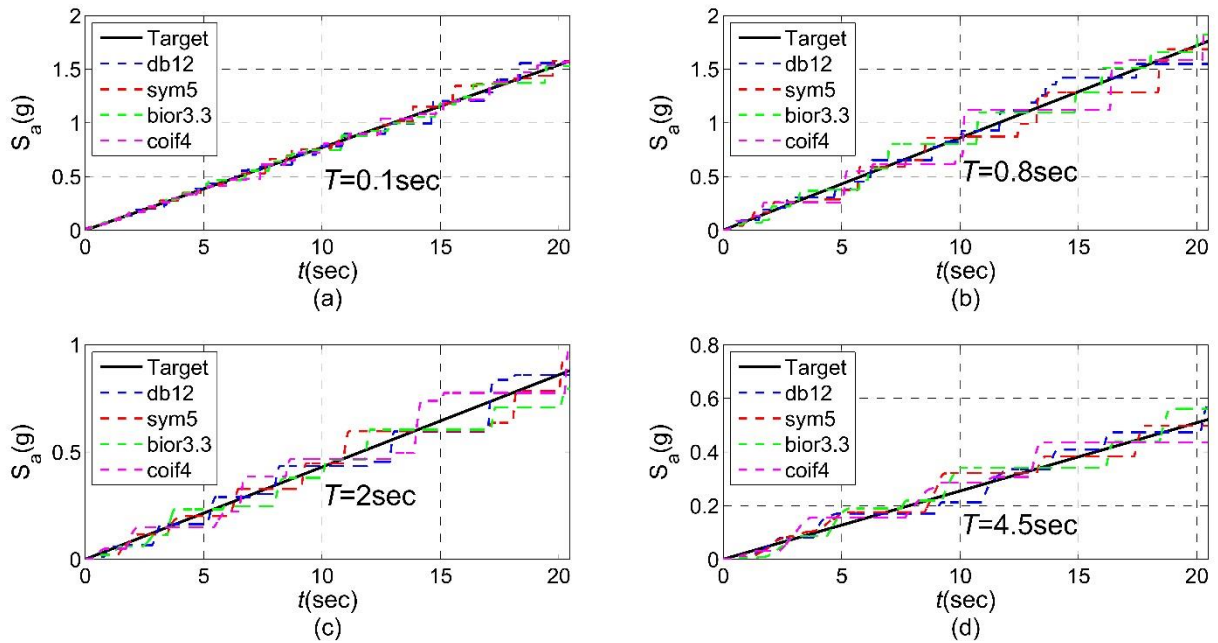 2
1.5
1
0.5
0
S_a(g)
Target
db12
sym5
bior3.3
coif4
T=0.1sec
0 5 10 15 20
t(sec)
(a)
2
1.5
1
0.5
0
S_a(g)
Target
db12
sym5
bior3.3
coif4
T=0.8sec
0 5 10 15 20
t(sec)
(b)
1
0.5
0
S_a(g)
Target
db12
sym5
bior3.3
coif4
T=2sec
0 5 10 15 20
t(sec)
(c)
0.8
0.6
0.4
0.2
0
S_a(g)
Target
db12
sym5
bior3.3
coif4
T=4.5sec
0 5 10 15 20
t(sec)
(d)